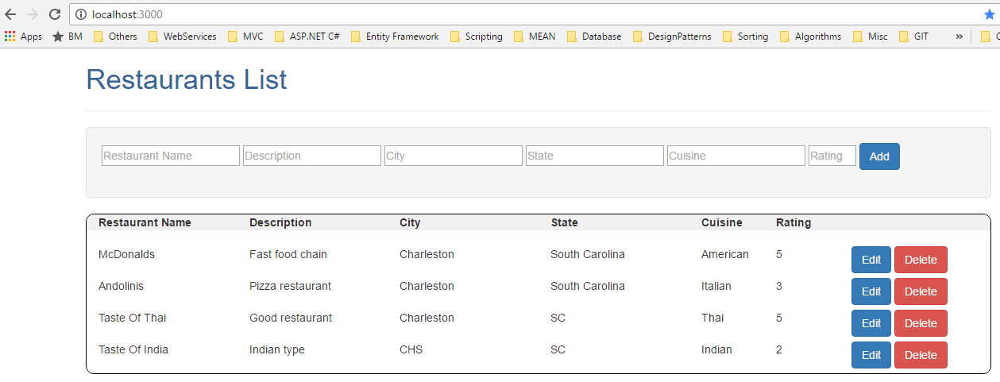 localhost:3000
Apps BM Others WebServices MVC ASP.NET C# Entity Framework Scripting MEAN Database DesignPatterns Sorting Algorithms Misc GIT »
Restaurants List
Restaurant Name Description City State Cuisine Rating Add
Restaurant Name Description City State Cuisine Rating
McDonalds Fast food chain Charleston South Carolina American 5 Edit Delete
Andolinis Pizza restaurant Charleston South Carolina Italian 3 Edit Delete
Taste Of Thai Good restaurant Charleston SC Thai 5 Edit Delete
Taste Of India Indian type CHS SC Indian 2 Edit Delete